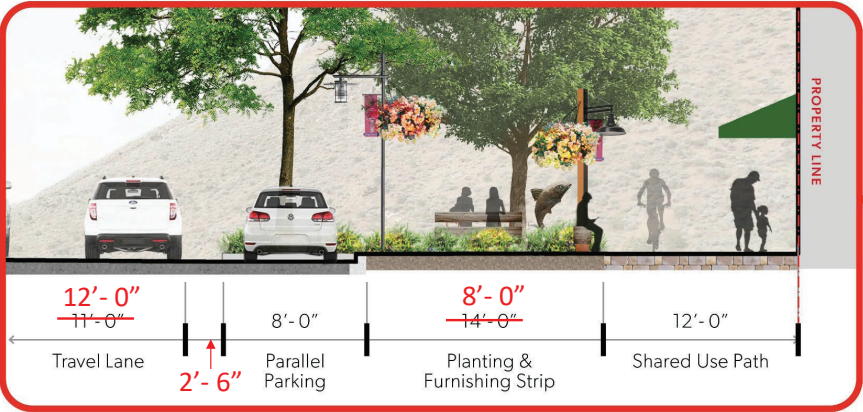 PROPERTY LINE
12’- 0”
8’- 0”
11’- 0”
8’- 0”
14’- 0”
12’- 0”
Travel Lane
2’- 6”
Parallel
Parking
Planting &
Furnishing Strip
Shared Use Path